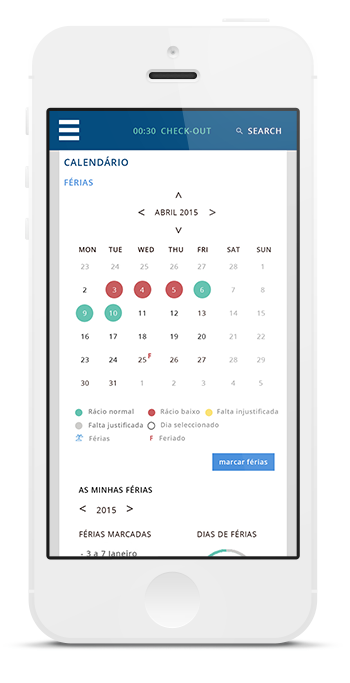 00:30 CHECK-OUT SEARCH
CALENDÁRIO
FÉRIAS
< ABRIL 2015 >
MON TUE WED THU FRI SAT SUN
23 24 25 26 27 28 1
2 3 4 5 6 7 8
9 10 11 12 13 14 15
16 17 18 19 20 21 22
23 24 25 F 26 27 28 29
30 31 1 2 3 4 5
Rácio normal Rácio baixo Falta injustificada
Falta justificada Dia seleccionado
Férias F Feriado
marcar férias
AS MINHAS FÉRIAS
< 2015 >
FÉRIAS MARCADAS DIAS DE FÉRIAS
- 3 a 7 Janeiro